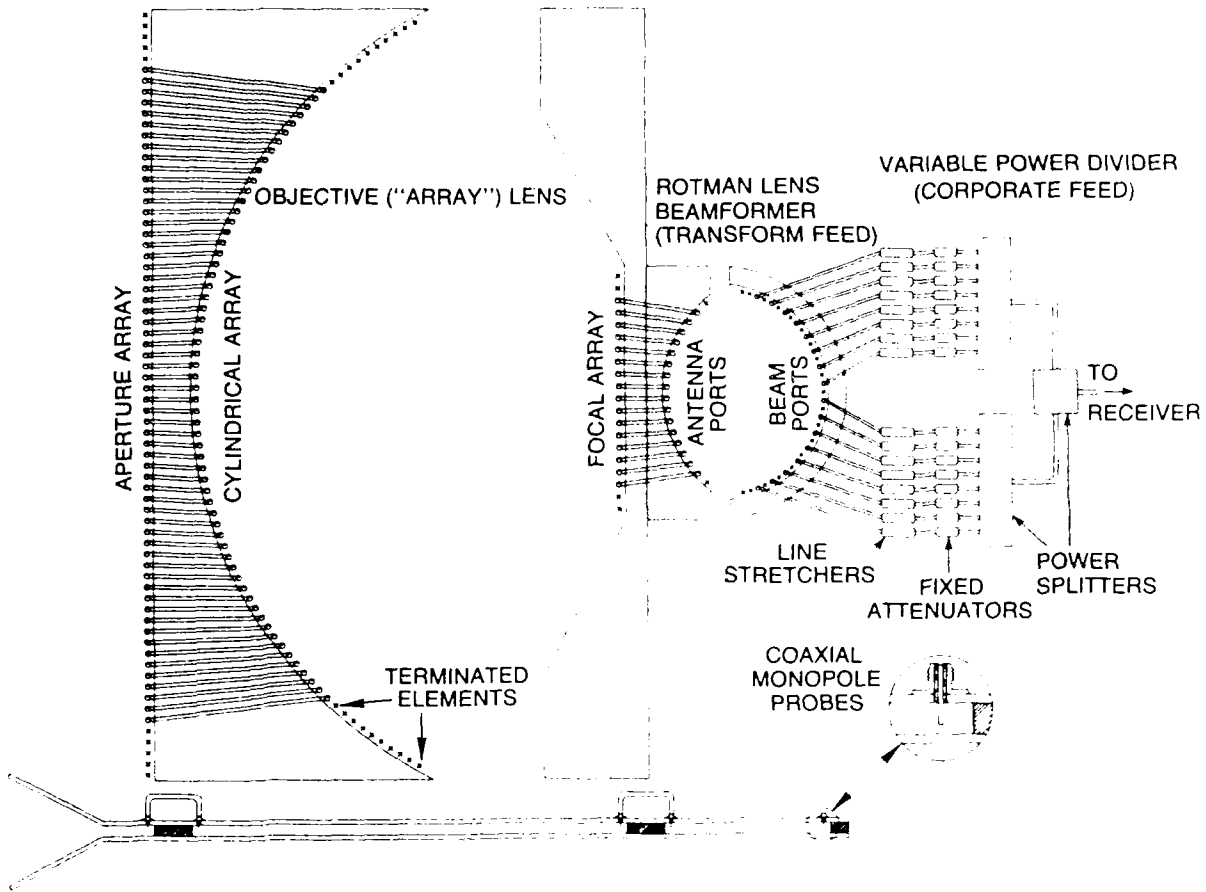 APERTURE ARRAY
CYLINDRICAL ARRAY
OBJECTIVE ("ARRAY") LENS
FOCAL ARRAY
ROTMAN LENS
BEAMFORMER
(TRANSFORM FEED)
ANTENNA
PORTS
BEAM
PORTS
VARIABLE POWER DIVIDER
(CORPORATE FEED)
TO
RECEIVER
LINE
STRETCHERS
FIXED
ATTENUATORS
POWER
SPLITTERS
TERMINATED
ELEMENTS
COAXIAL
MONOPOLE
PROBES